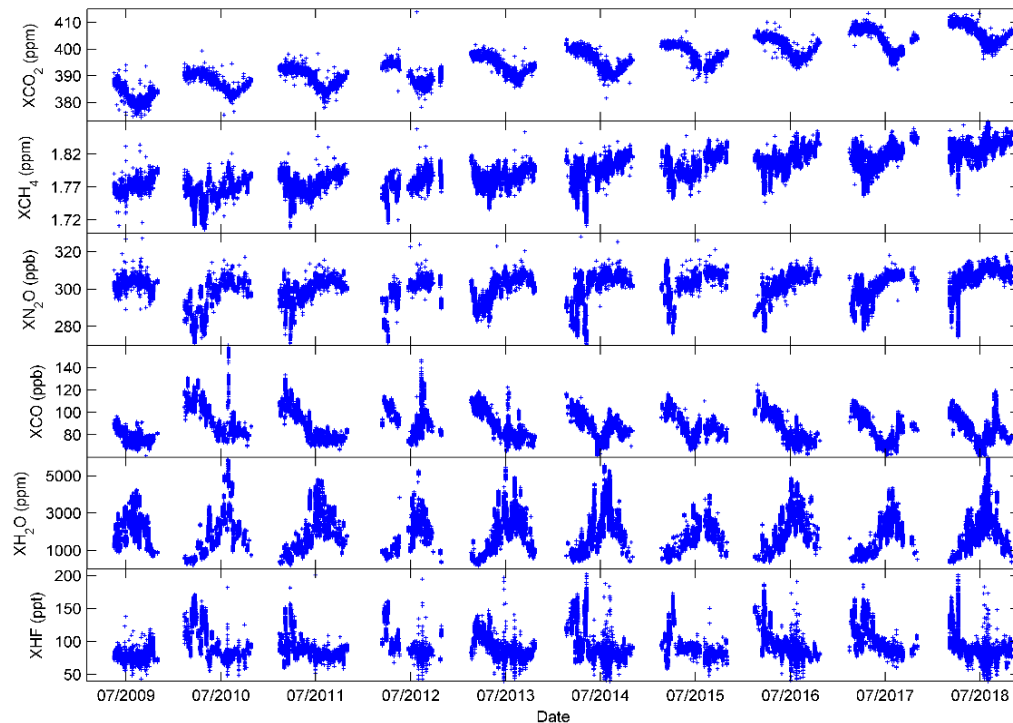 XCO₂ (ppm)
410
400
390
380
XCH₄ (ppm)
1.82
1.77
1.72
XN₂O (ppb)
320
300
280
XCO (ppb)
140
120
100
80
XH₂O (ppm)
5000
3000
1000
XHF (ppt)
200
150
100
50
07/2009 07/2010 07/2011 07/2012 07/2013 07/2014 07/2015 07/2016 07/2017 07/2018
Date